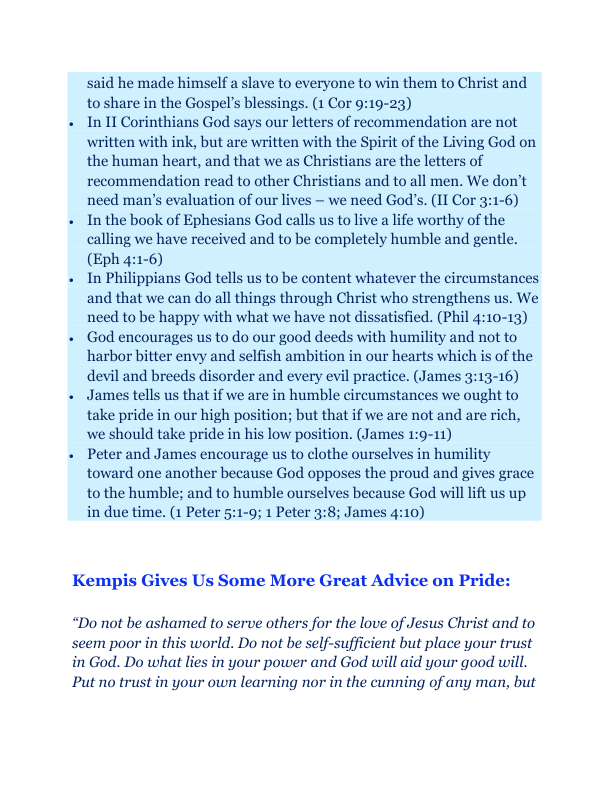 said he made himself a slave to everyone to win them to Christ and
to share in the Gospel’s blessings. (1 Cor 9:19-23)
• In II Corinthians God says our letters of recommendation are not
written with ink, but are written with the Spirit of the Living God on
the human heart, and that we as Christians are the letters of
recommendation read to other Christians and to all men. We don’t
need man’s evaluation of our lives – we need God’s. (II Cor 3:1-6)
• In the book of Ephesians God calls us to live a life worthy of the
calling we have received and to be completely humble and gentle.
(Eph 4:1-6)
• In Philippians God tells us to be content whatever the circumstances
and that we can do all things through Christ who strengthens us. We
need to be happy with what we have not dissatisfied. (Phil 4:10-13)
• God encourages us to do our good deeds with humility and not to
harbor bitter envy and selfish ambition in our hearts which is of the
devil and breeds disorder and every evil practice. (James 3:13-16)
• James tells us that if we are in humble circumstances we ought to
take pride in our high position; but that if we are not and are rich,
we should take pride in his low position. (James 1:9-11)
• Peter and James encourage us to clothe ourselves in humility
toward one another because God opposes the proud and gives grace
to the humble; and to humble ourselves because God will lift us up
in due time. (1 Peter 5:1-9; 1 Peter 3:8; James 4:10)
Kempis Gives Us Some More Great Advice on Pride:
“Do not be ashamed to serve others for the love of Jesus Christ and to
seem poor in this world. Do not be self-sufficient but place your trust
in God. Do what lies in your power and God will aid your good will.
Put no trust in your own learning nor in the cunning of any man, but